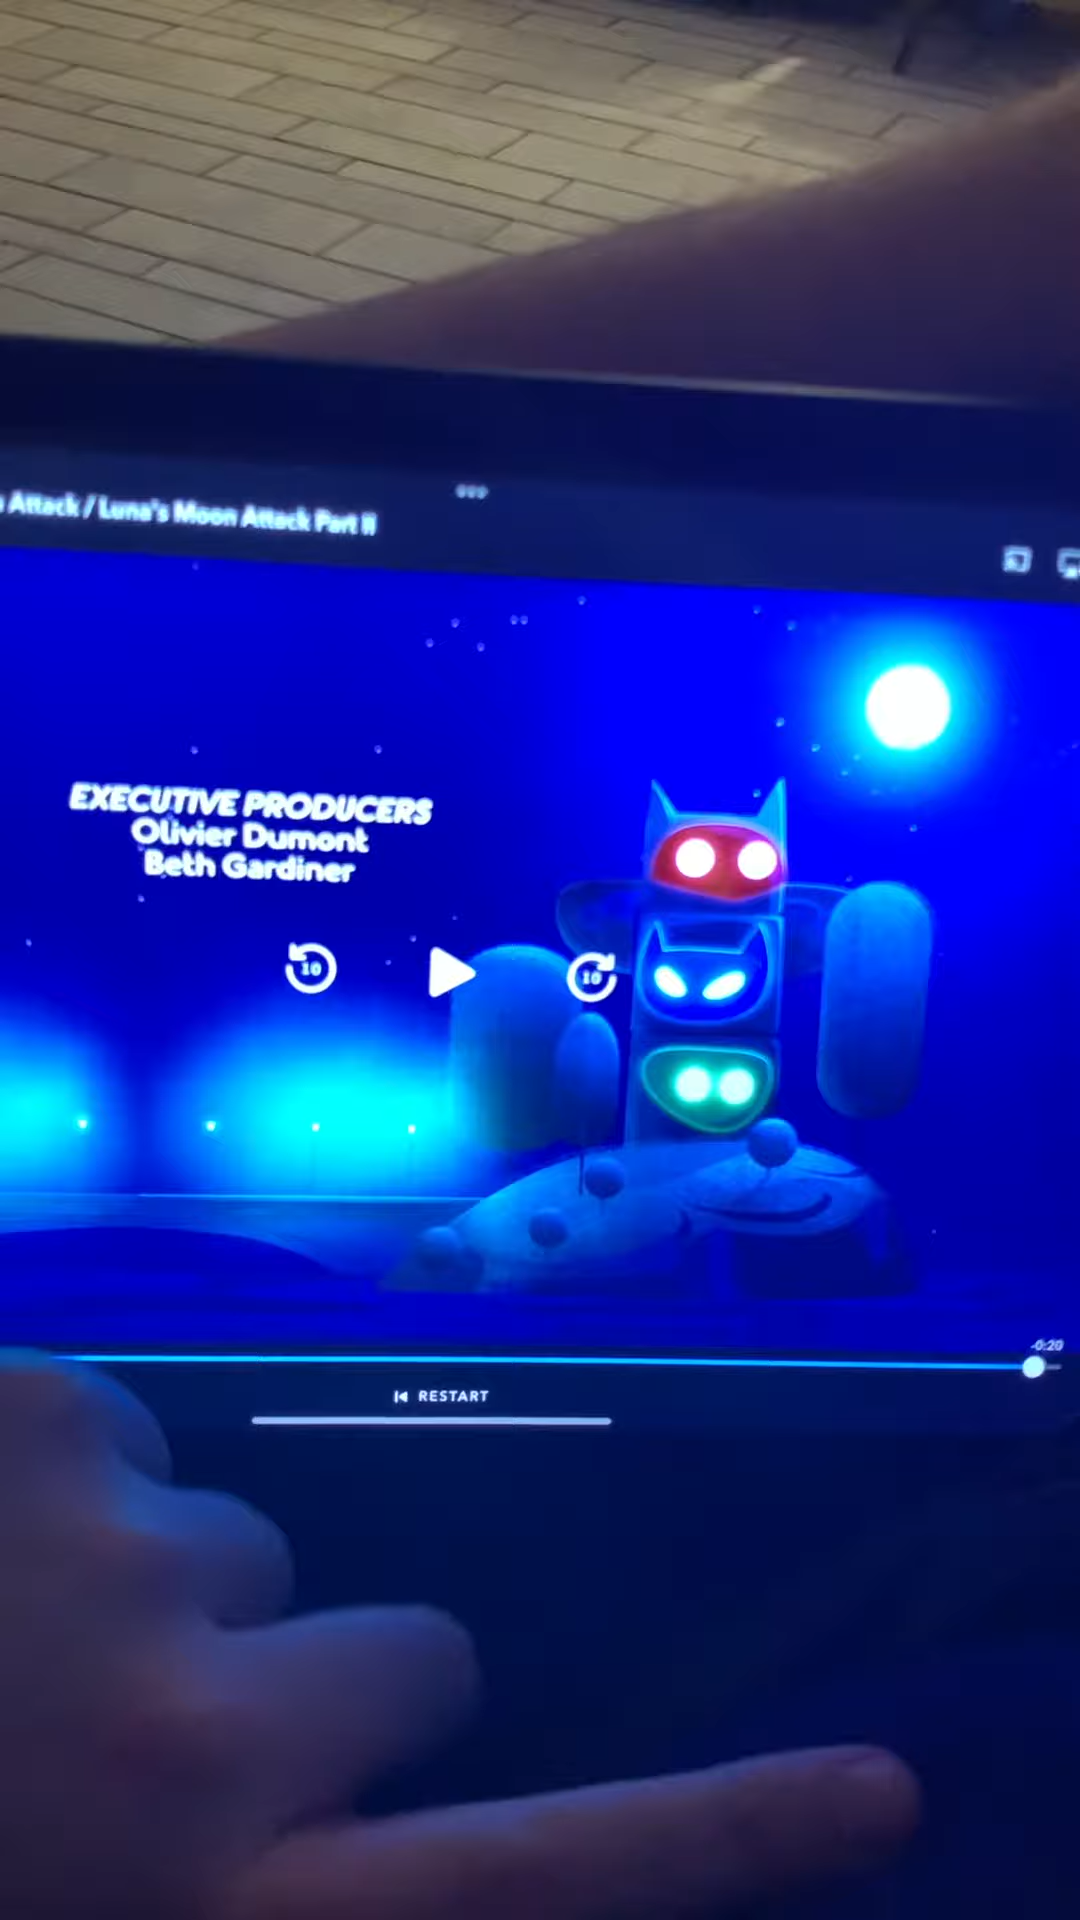 Attack / Luna's Moon Attack Part II
EXECUTIVE PRODUCERS
Olivier Dumont
Beth Gardiner
10
10
-0:20
RESTART